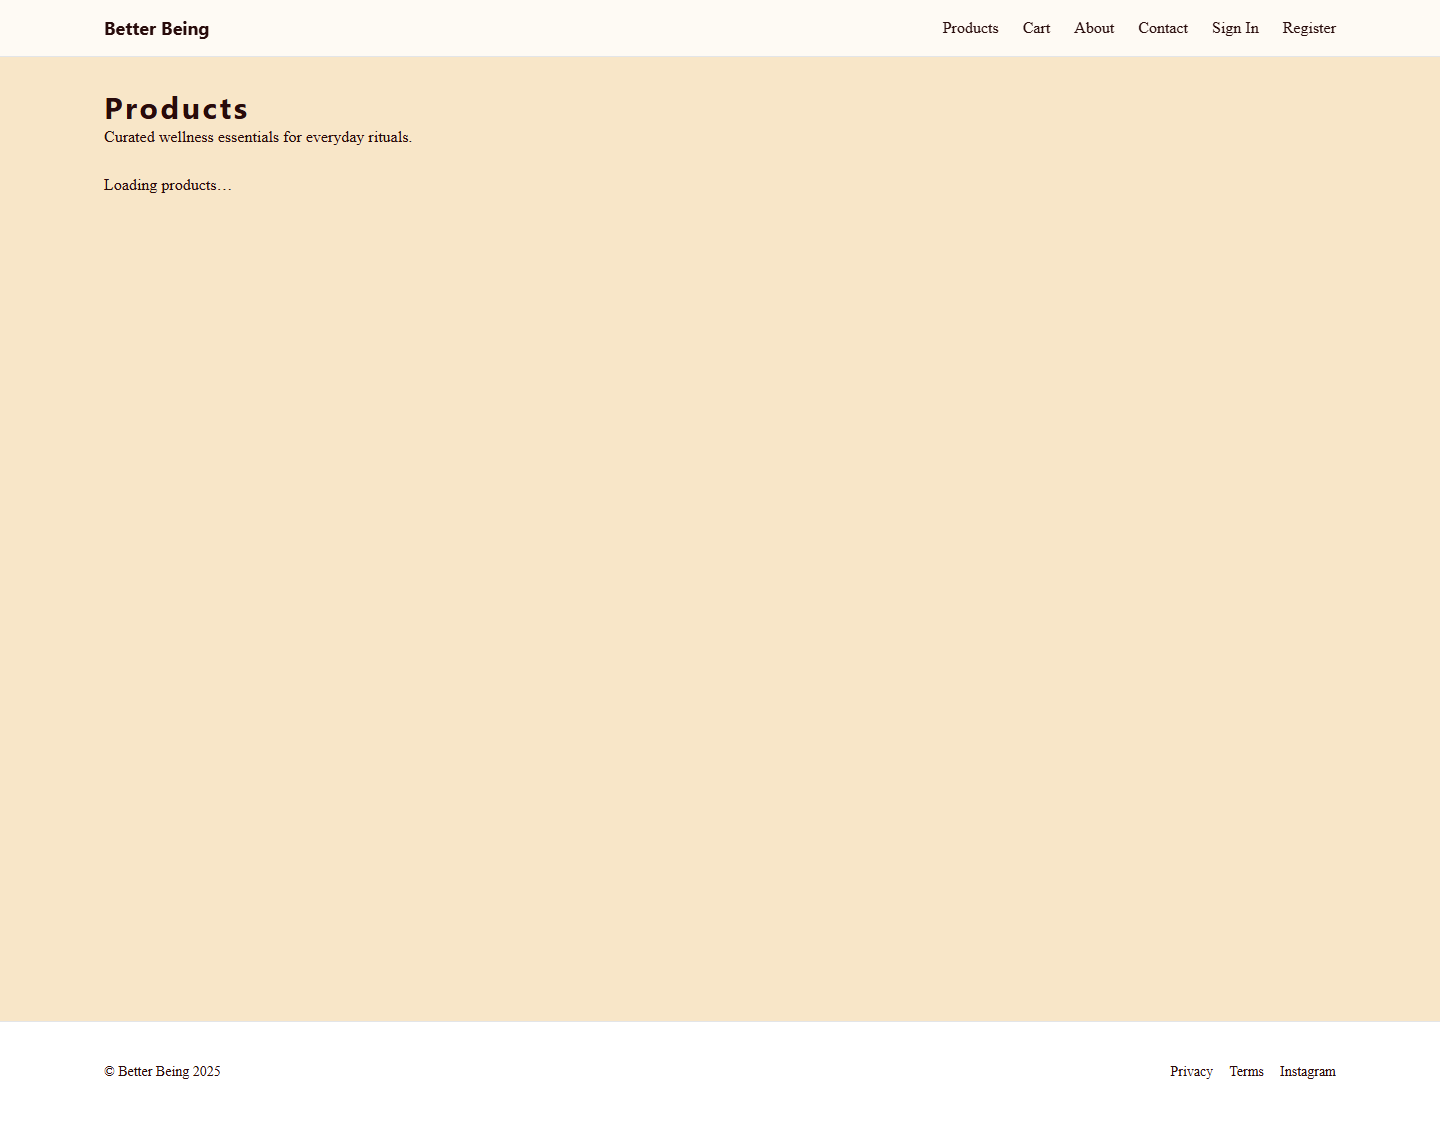 Better Being
Products Cart About Contact Sign In Register
Products
Curated wellness essentials for everyday rituals.
Loading products…
© Better Being 2025
Privacy Terms Instagram